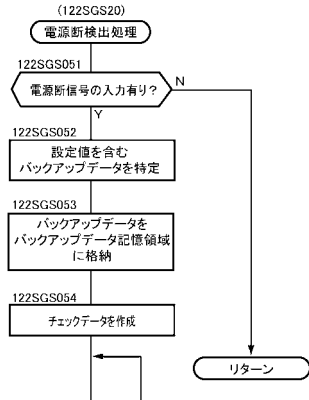 (122SGS20)
電源断検出処理
122SGS051
電源断信号の入力有り?
N
Y
122SGS052
設定値を含む
バックアップデータを特定
122SGS053
バックアップデータを
バックアップデータ記憶領域
に格納
122SGS054
チェックデータを作成
リターン